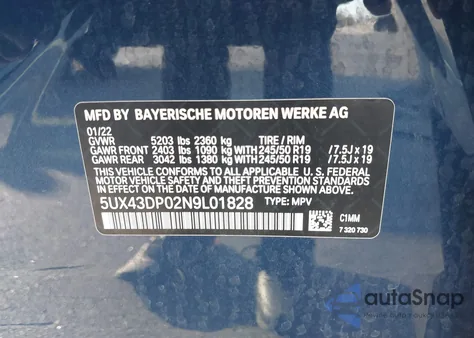 MFD BY BAYERISCHE MOTOREN WERKE AG
01/22
GVWR 5203 lbs 2360 kg TIRE / RIM
GAWR FRONT 2403 lbs 1090 kg WITH 245/50 R19 / 7.5J x 19
GAWR REAR 3042 lbs 1380 kg WITH 245/50 R19 / 7.5J x 19
THIS VEHICLE CONFORMS TO ALL APPLICABLE U.S. FEDERAL
MOTOR VEHICLE SAFETY STANDARDS IN EFFECT ON THE DATE
OF MANUFACTURE SHOWN ABOVE.
5UX43DP02N9L01828 TYPE: MPV
C1MM
7 320 730
autoSnap